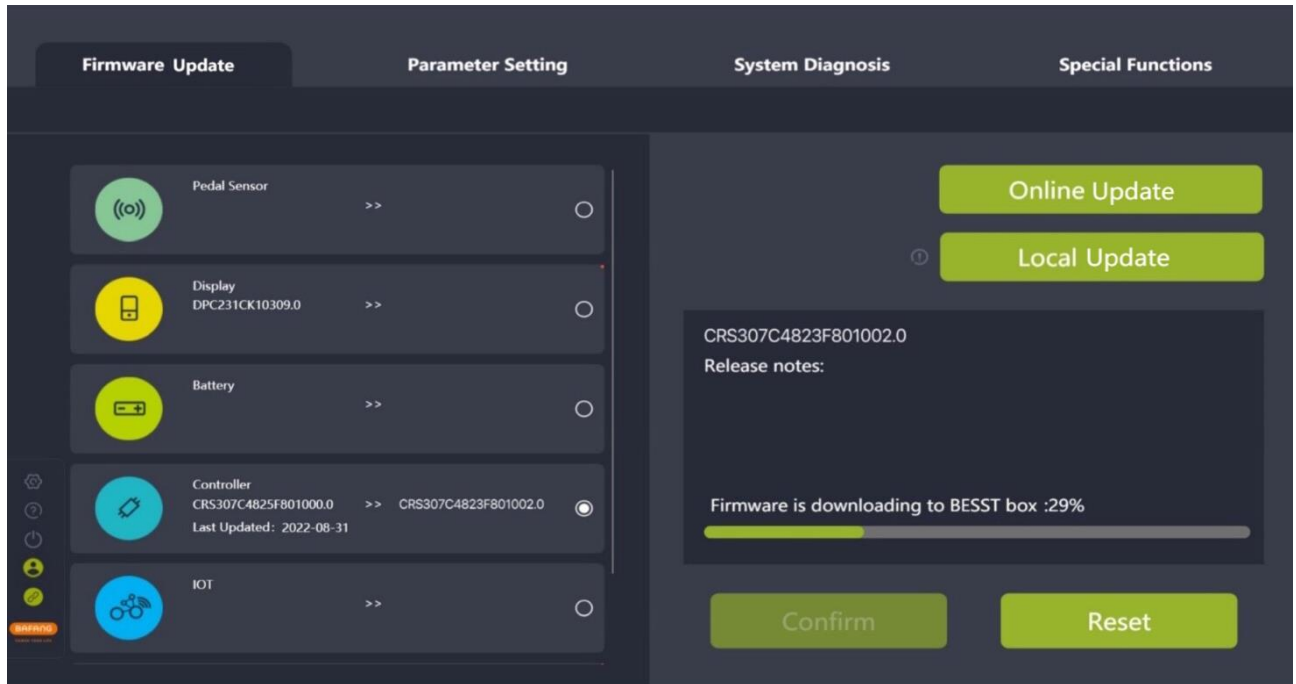 Firmware Update
Parameter Setting
System Diagnosis
Special Functions
Pedal Sensor
>>
Display
DPC231CK10309.0 >>
Battery
>>
Controller
CRS307C4825F801000.0 >> CRS307C4823F801002.0
Last Updated: 2022-08-31
IOT
>>
BAFANG
Online Update
Local Update
CRS307C4823F801002.0
Release notes:
Firmware is downloading to BESST box :29%
Confirm
Reset